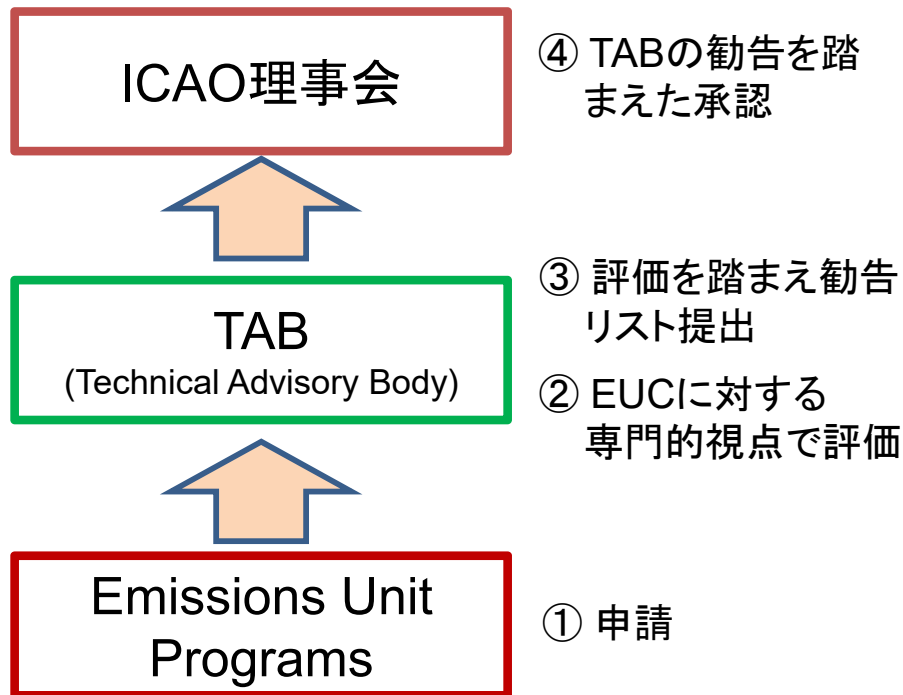 ICAO理事会
④ TABの勧告を踏
まえた承認
TAB
(Technical Advisory Body)
③ 評価を踏まえ勧告
リスト提出
② EUCに対する
専門的視点で評価
Emissions Unit
Programs
① 申請